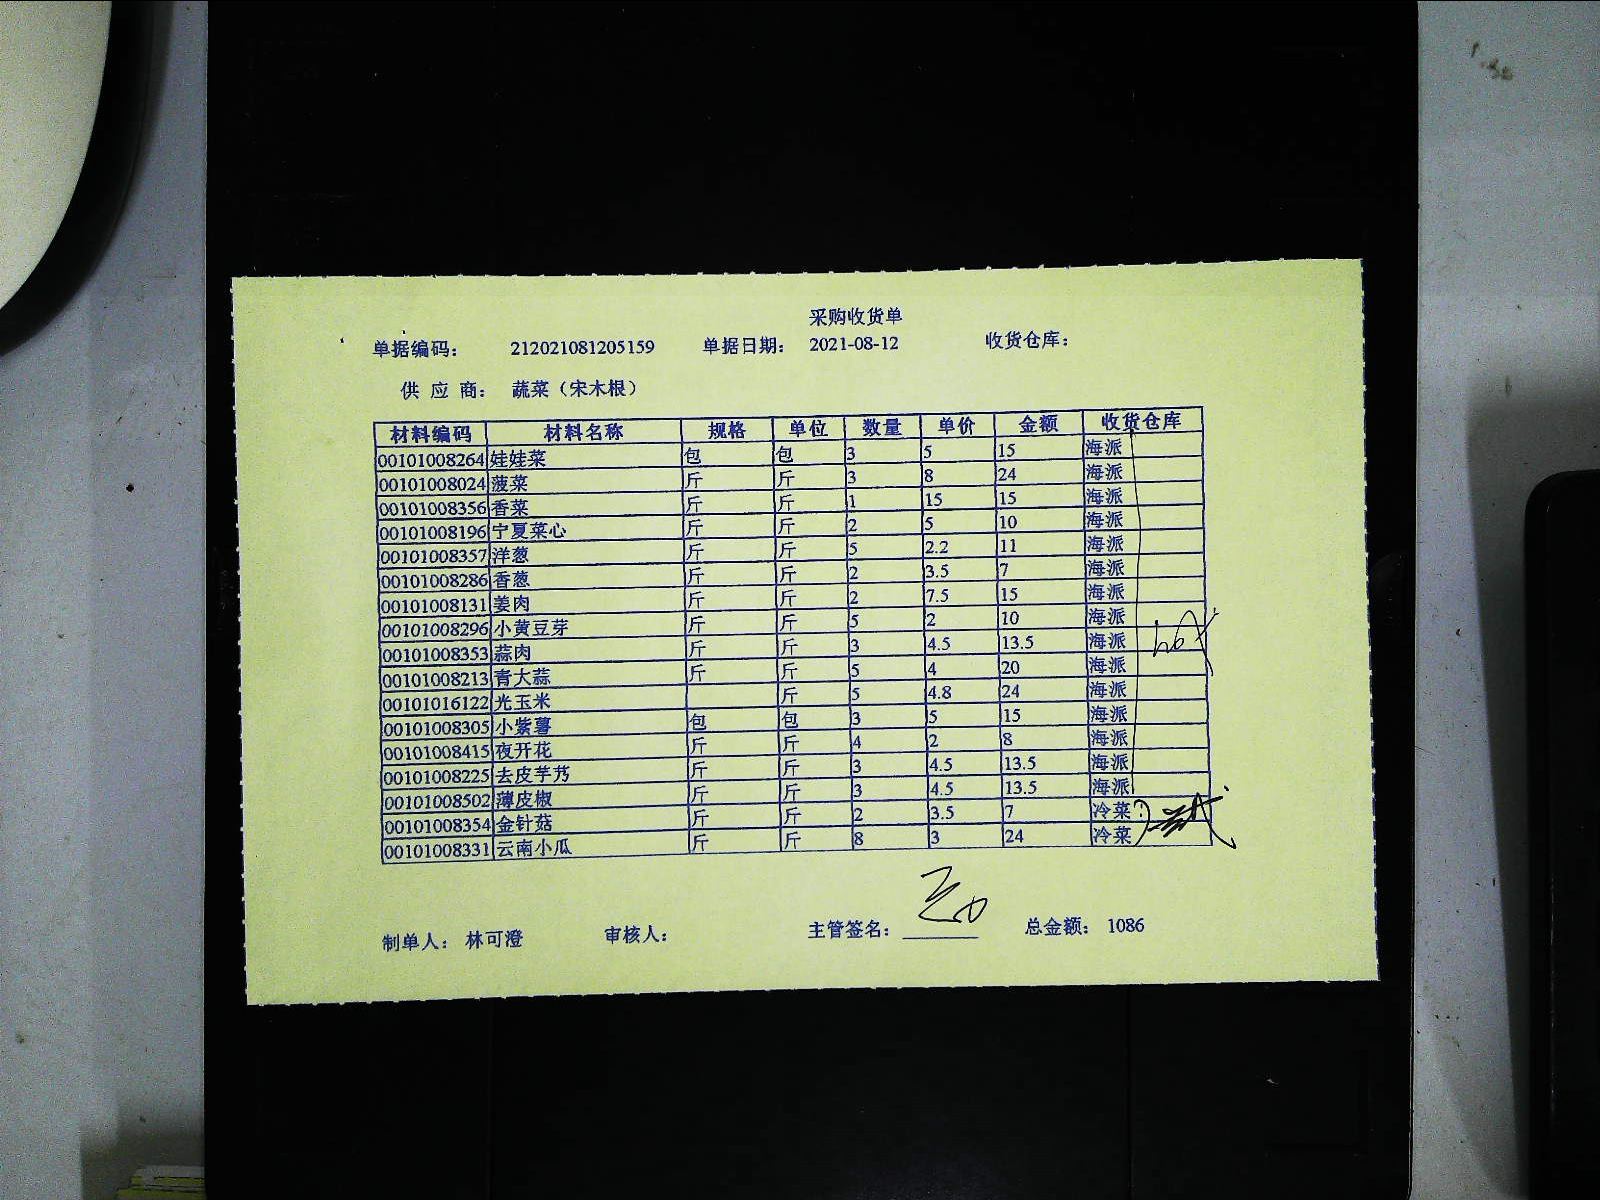 采购收货单
单据编码： 212021081205159 单据日期： 2021-08-12 收货仓库：
供 应 商： 蔬菜（宋木根）
材料编码 材料名称 规格 单位 数量 单价 金额 收货仓库
00101008264 娃娃菜 包 包 3 5 15 海派
00101008024 菠菜 斤 斤 3 8 24 海派
00101008356 香菜 斤 斤 1 15 15 海派
00101008196 宁夏菜心 斤 斤 2 5 10 海派
00101008357 洋葱 斤 斤 5 2.2 11 海派
00101008286 香葱 斤 斤 2 3.5 7 海派
00101008131 姜肉 斤 斤 2 7.5 15 海派
00101008296 小黄豆芽 斤 斤 5 2 10 海派
00101008353 蒜肉 斤 斤 3 4.5 13.5 海派
00101008213 青大蒜 斤 斤 5 4 20 海派
00101016122 光玉米 斤 5 4.8 24 海派
00101008305 小紫薯 包 包 3 5 15 海派
00101008415 夜开花 斤 斤 4 2 8 海派
00101008225 去皮芋艿 斤 斤 3 4.5 13.5 海派
00101008502 薄皮椒 斤 斤 3 4.5 13.5 海派
00101008354 金针菇 斤 斤 2 3.5 7 冷菜
00101008331 云南小瓜 斤 斤 8 3 24 冷菜
制单人： 林可澄 审核人： 主管签名： 总金额： 1086